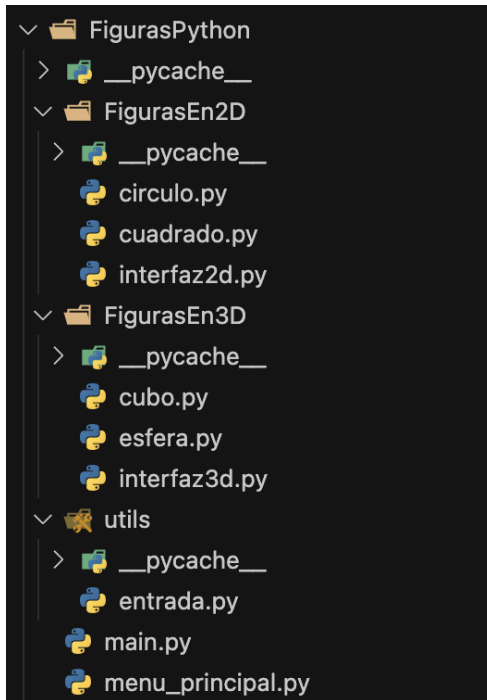 FigurasPython
__pycache__
FigurasEn2D
__pycache__
circulo.py
cuadrado.py
interfaz2d.py
FigurasEn3D
__pycache__
cubo.py
esfera.py
interfaz3d.py
utils
__pycache__
entrada.py
main.py
menu_principal.py